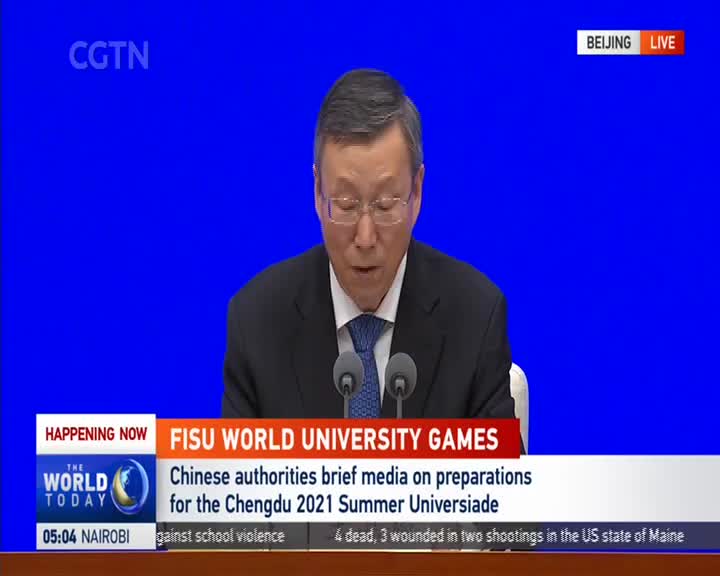 CGTN
BEIJING LIVE
HAPPENING NOW
FISU WORLD UNIVERSITY GAMES
THE WORLD TODAY
Chinese authorities brief media on preparations
for the Chengdu 2021 Summer Universiade
05:04 NAIROBI
against school violence 4 dead, 3 wounded in two shootings in the US state of Maine